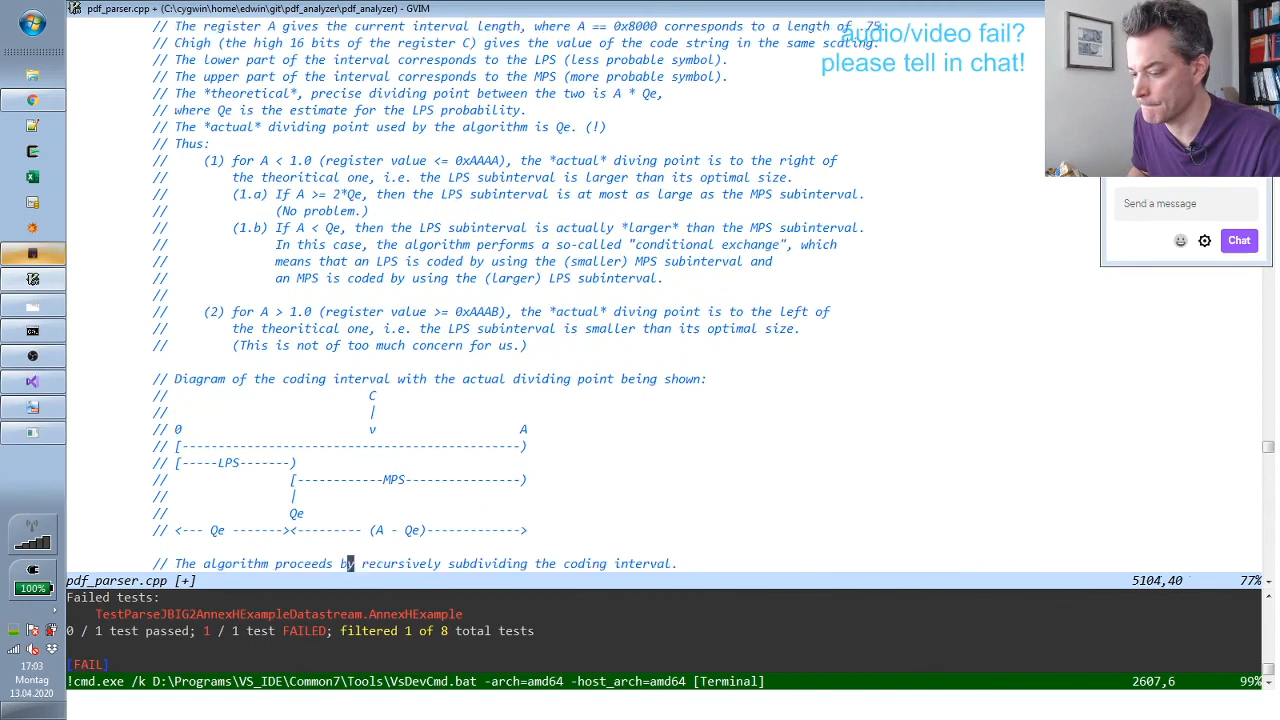 pdf_parser.cpp + (C:\cygwin\home\edwin\git\pdf_analyzer\pdf_analyzer) - GVIM
// The register A gives the current interval length, where A == 0x8000 corresponds to a length of .75
// Chigh (the high 16 bits of the register C) gives the value of the code string in the same scaling.
// The lower part of the interval corresponds to the LPS (less probable symbol).
// The upper part of the interval corresponds to the MPS (more probable symbol).
// The *theoretical*, precise dividing point between the two is A * Qe,
// where Qe is the estimate for the LPS probability.
// The *actual* dividing point used by the algorithm is Qe. (!)
// Thus:
// (1) for A < 1.0 (register value <= 0xAAAA), the *actual* diving point is to the right of
// the theoritical one, i.e. the LPS subinterval is larger than its optimal size.
// (1.a) If A >= 2*Qe, then the LPS subinterval is at most as large as the MPS subinterval.
// (No problem.)
// (1.b) If A < Qe, then the LPS subinterval is actually *larger* than the MPS subinterval.
// In this case, the algorithm performs a so-called "conditional exchange", which
// means that an LPS is coded by using the (smaller) MPS subinterval and
// an MPS is coded by using the (larger) LPS subinterval.
//
// (2) for A > 1.0 (register value >= 0xAAAB), the *actual* diving point is to the left of
// the theoritical one, i.e. the LPS subinterval is smaller than its optimal size.
// (This is not of too much concern for us.)
// Diagram of the coding interval with the actual dividing point being shown:
// C
// |
// 0 v A
// [-----------------------------------------------)
// [-----LPS-------)
// [------------MPS----------------)
// |
// Qe
// <--- Qe -------><--------- (A - Qe)------------->
// The algorithm proceeds by recursively subdividing the coding interval.
pdf_parser.cpp [+] 5104,40 77%
Failed tests:
TestParseJBIG2AnnexHExampleDatastream.AnnexHExample
0 / 1 test passed; 1 / 1 test FAILED; filtered 1 of 8 total tests
[FAIL]
!cmd.exe /k D:\Programs\VS_IDE\Common7\Tools\VsDevCmd.bat -arch=amd64 -host_arch=amd64 [Terminal] 2607,6 99%
audio/video fail?
please tell in chat!
Send a message
Chat
100%
17:03
Montag
13.04.2020